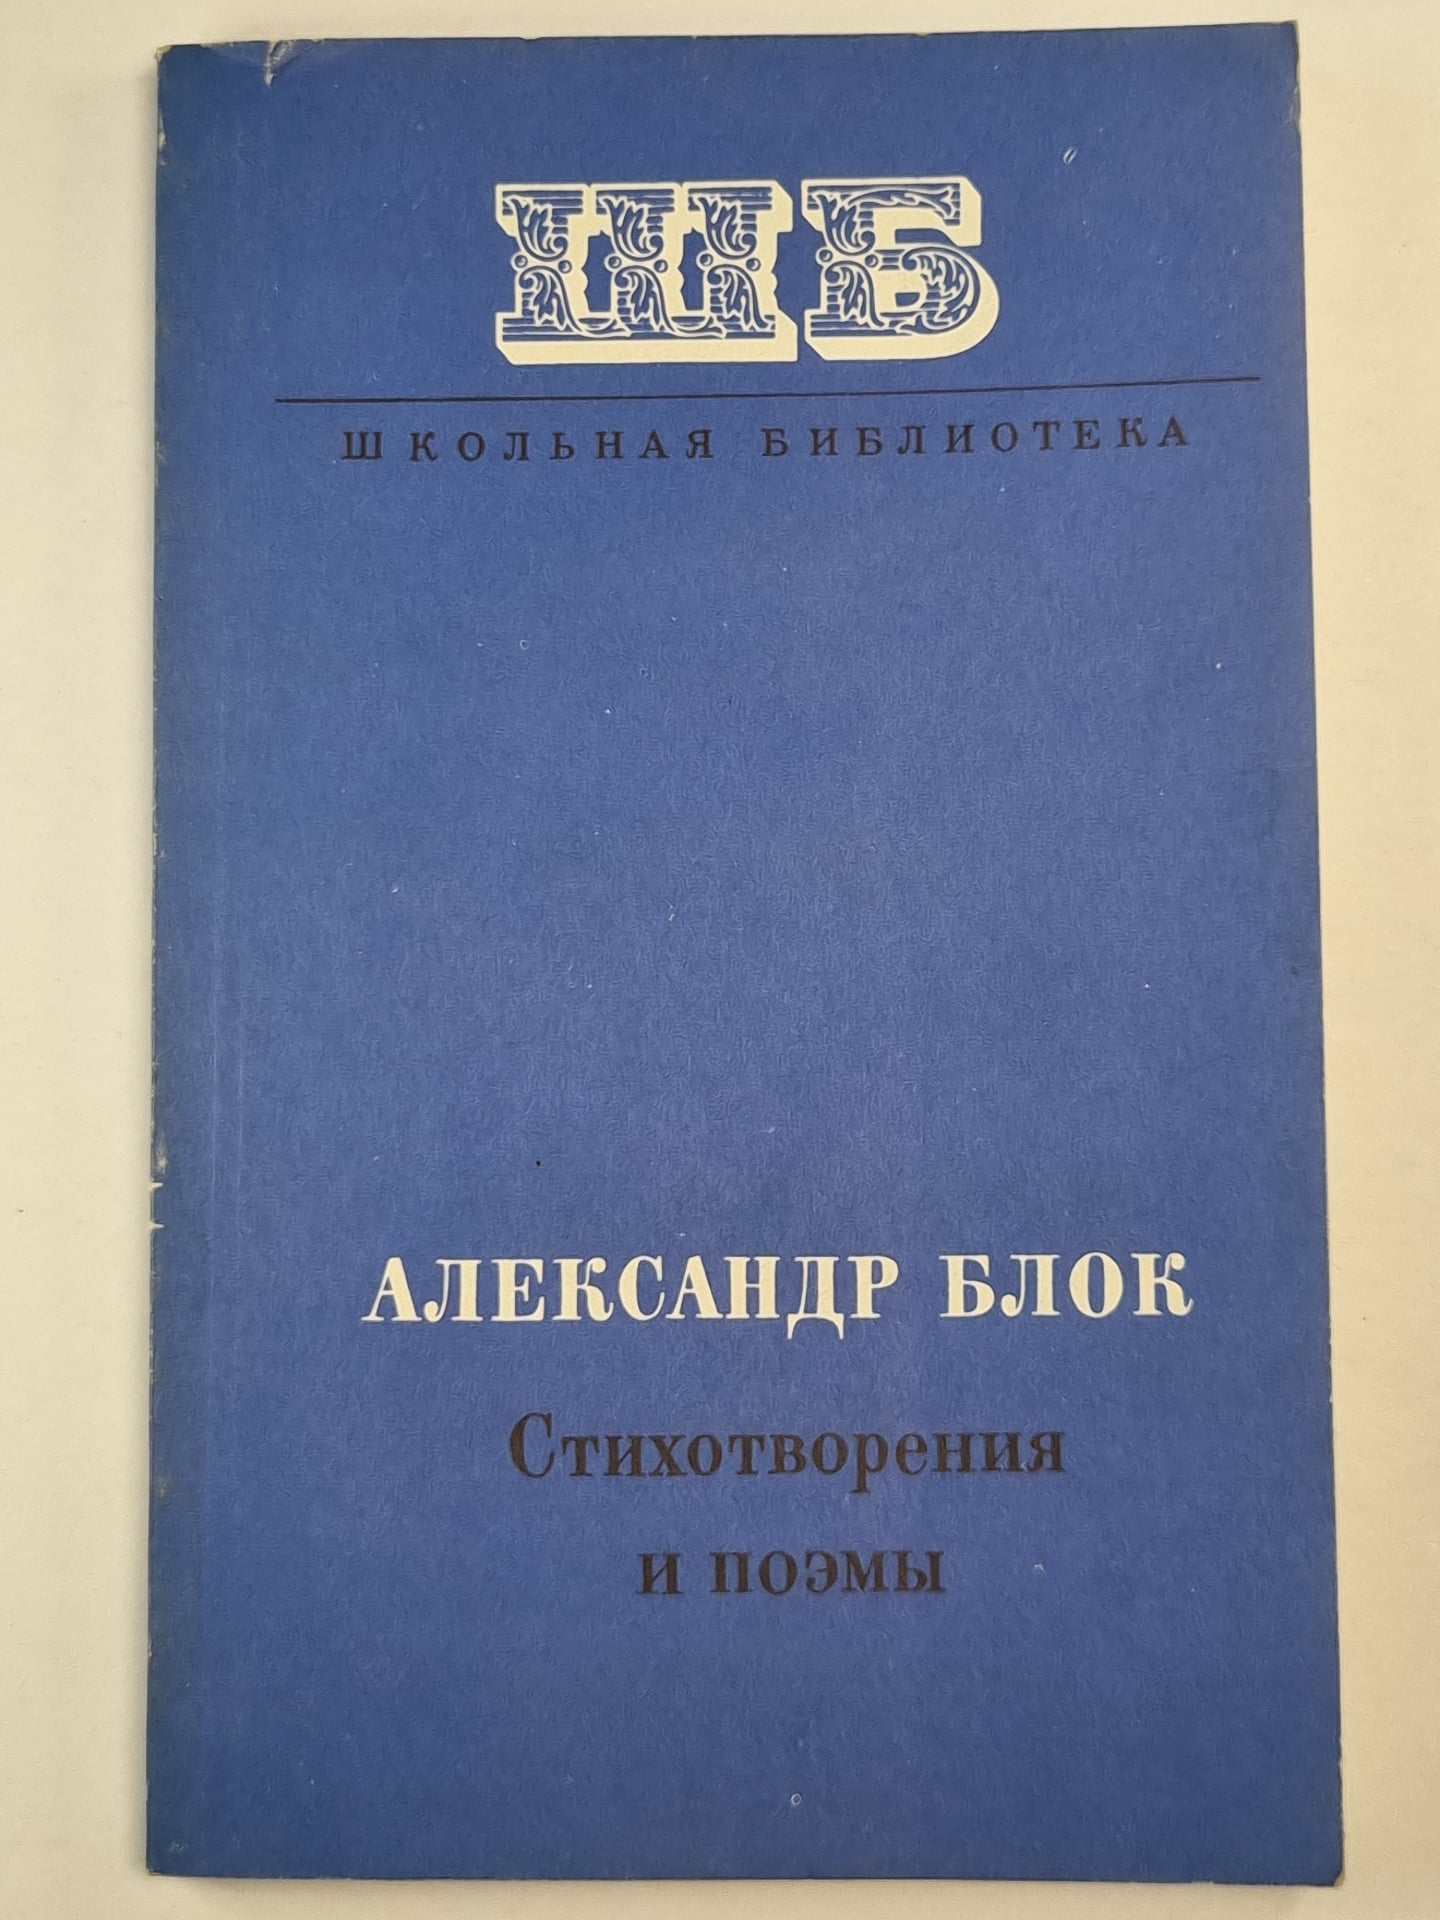 ШБ
ШКОЛЬНАЯ БИБЛИОТЕКА
АЛЕКСАНДР БЛОК
Стихотворения
и поэмы